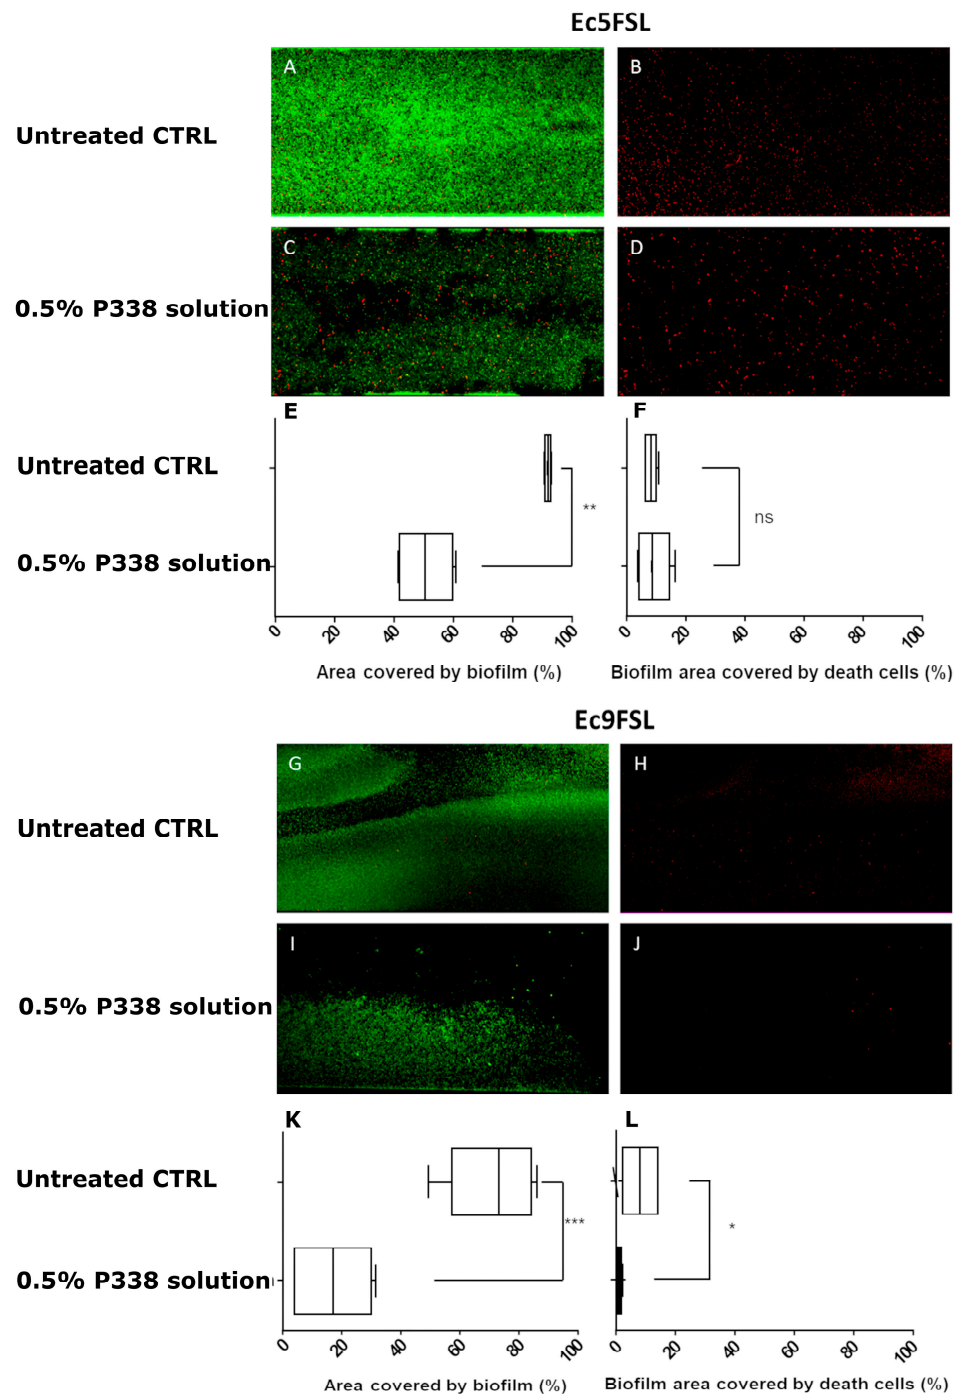 Ec5FSL
A
B
Untreated CTRL
C
D
0.5% P338 solution
E
F
Untreated CTRL
**
ns
0.5% P338 solution
0 20 40 60 80 100
0 20 40 60 80 100
Area covered by biofilm (%)
Biofilm area covered by death cells (%)
Ec9FSL
G
H
Untreated CTRL
I
J
0.5% P338 solution
K
L
Untreated CTRL
***
*
0.5% P338 solution
0 20 40 60 80 100
0 20 40 60 80 100
Area covered by biofilm (%)
Biofilm area covered by death cells (%)